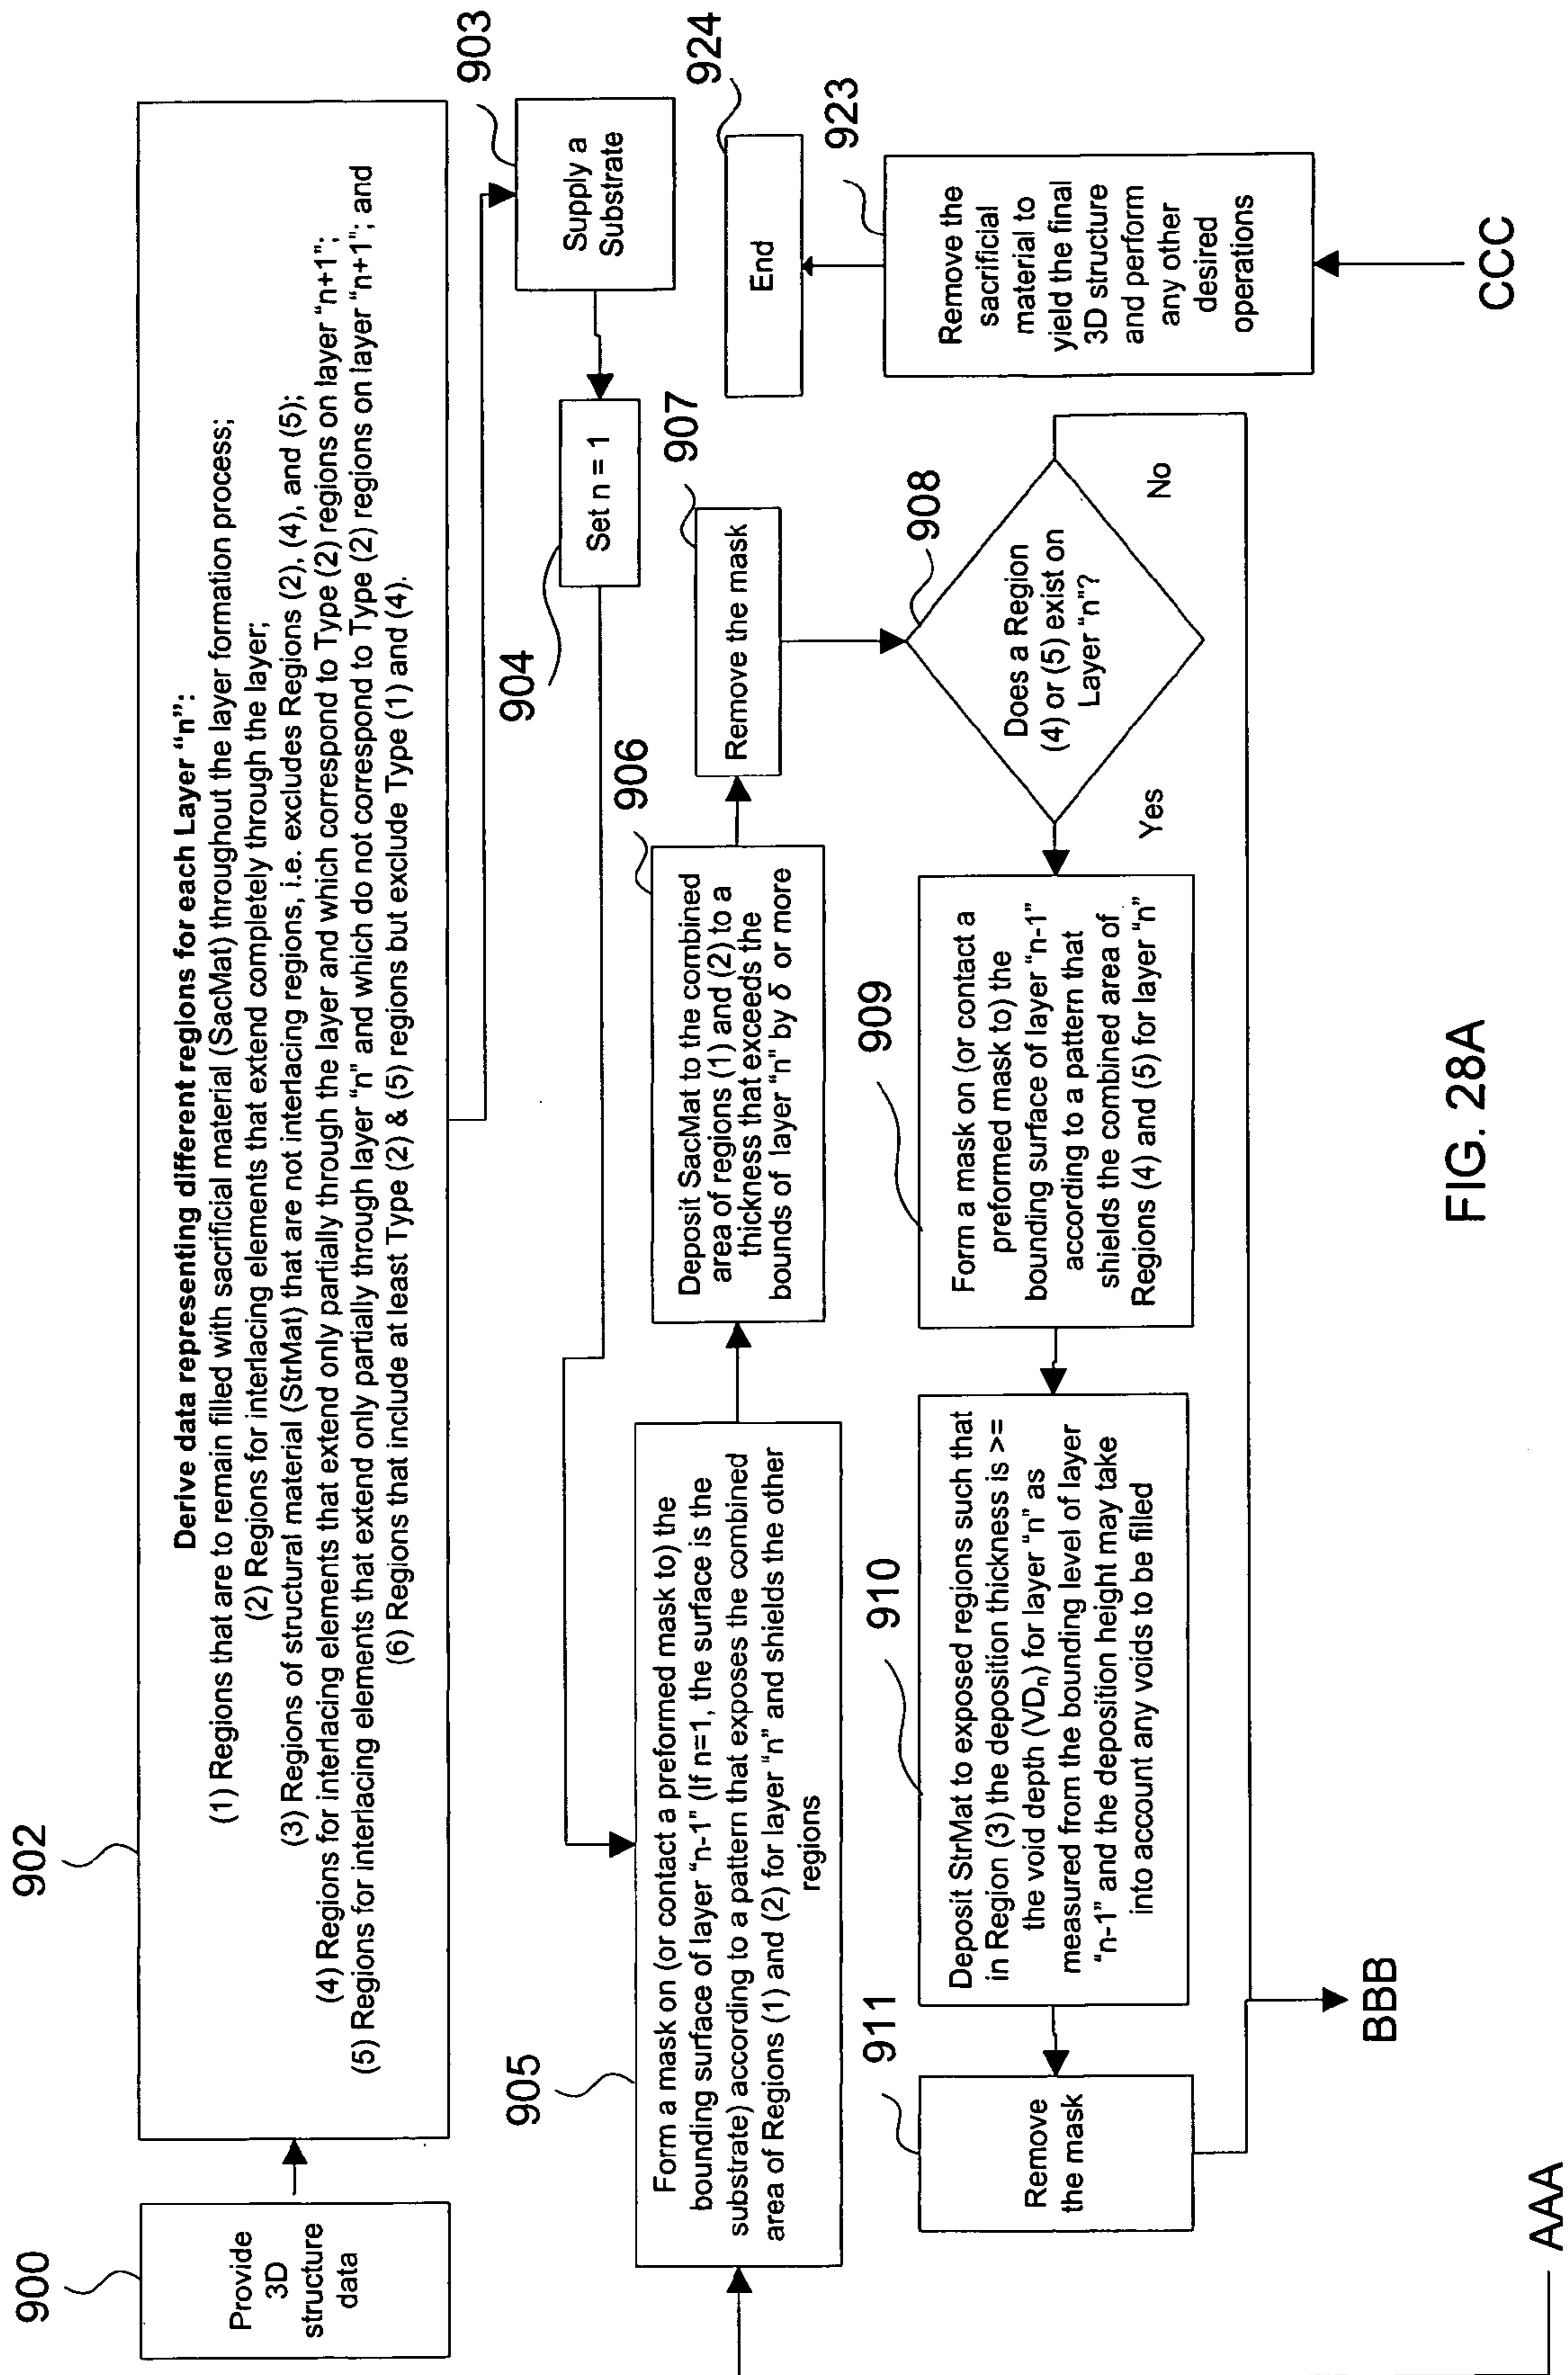 900
Provide
3D
structure
data
902
Derive data representing different regions for each Layer “n”:
(1) Regions that are to remain filled with sacrificial material (SacMat) throughout the layer formation process;
(2) Regions for interlacing elements that extend completely through the layer;
(3) Regions of structural material (StrMat) that are not interlacing regions, i.e. excludes Regions (2), (4), and (5);
(4) Regions for interlacing elements that extend only partially through the layer and which correspond to Type (2) regions on layer “n+1”;
(5) Regions for interlacing elements that extend only partially through layer “n” and which do not correspond to Type (2) regions on layer “n+1”; and
(6) Regions that include at least Type (2) & (5) regions but exclude Type (1) and (4).
903
Supply a
Substrate
904
Set n = 1
905
Form a mask on (or contact a preformed mask to) the
bounding surface of layer “n-1” (If n=1, the surface is the
substrate) according to a pattern that exposes the combined
area of Regions (1) and (2) for layer “n” and shields the other
regions
906
Deposit SacMat to the combined
area of regions (1) and (2) to a
thickness that exceeds the
bounds of layer “n” by δ or more
907
Remove the mask
908
Does a Region
(4) or (5) exist on
Layer “n”?
Yes
No
909
Form a mask on (or contact a
preformed mask to) the
bounding surface of layer “n-1”
according to a pattern that
shields the combined area of
Regions (4) and (5) for layer “n”
910
Deposit StrMat to exposed regions such that
in Region (3) the deposition thickness is >=
the void depth (VDn) for layer “n” as
measured from the bounding level of layer
“n-1” and the deposition height may take
into account any voids to be filled
911
Remove
the mask
BBB
AAA
CCC
923
Remove the
sacrificial
material to
yield the final
3D structure
and perform
any other
desired
operations
924
End
FIG. 28A